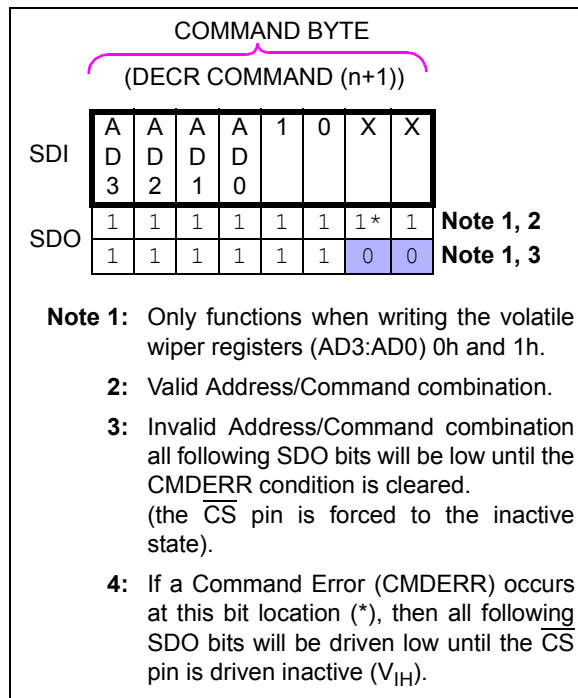 COMMAND BYTE
(DECR COMMAND (n+1))
SDI
A A A A 1 0 X X
D D D D
3 2 1 0
SDO
1 1 1 1 1 1 1* 1 Note 1, 2
1 1 1 1 1 1 0 0 Note 1, 3
Note 1: Only functions when writing the volatile
wiper registers (AD3:AD0) 0h and 1h.
2: Valid Address/Command combination.
3: Invalid Address/Command combination
all following SDO bits will be low until the
CMDERR condition is cleared.
(the CS pin is forced to the inactive
state).
4: If a Command Error (CMDERR) occurs
at this bit location (*), then all following
SDO bits will be driven low until the CS
pin is driven inactive (VIH).